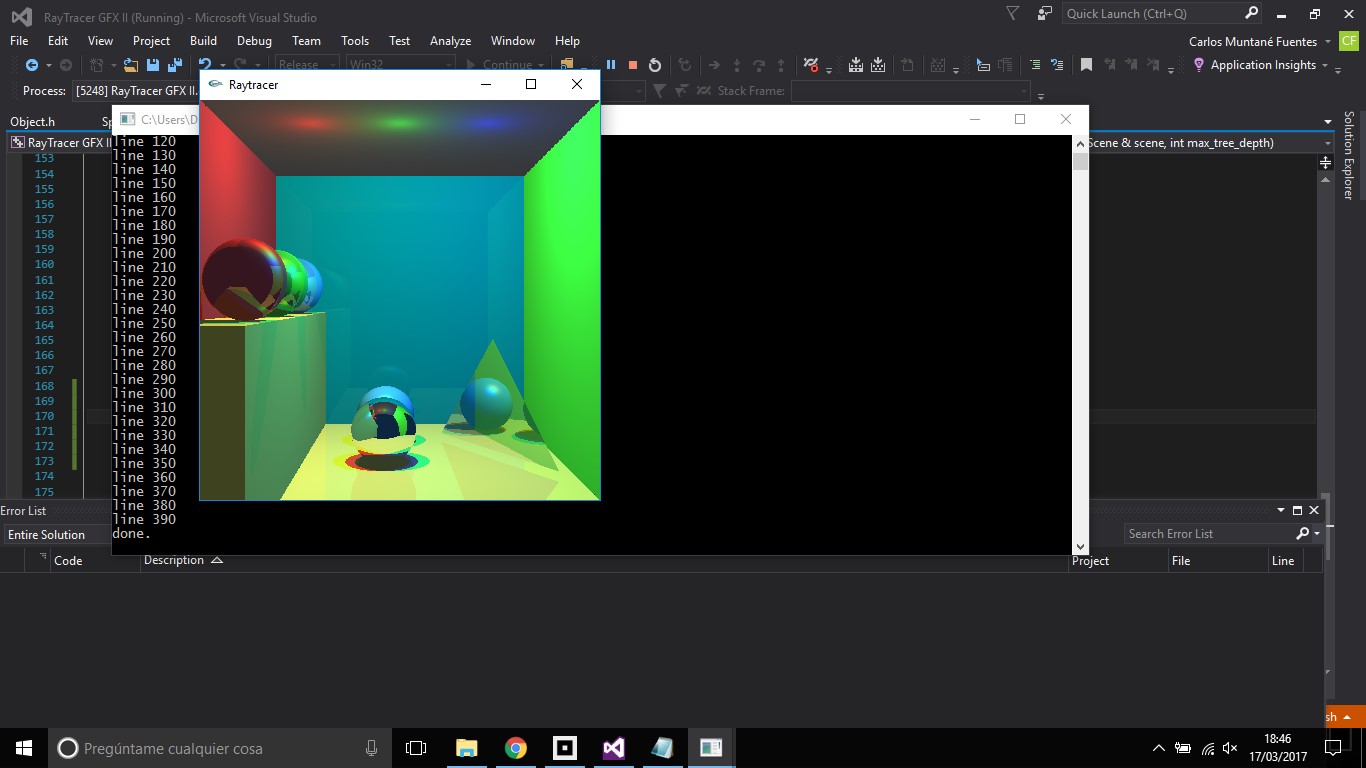 RayTracer GFX II (Running) - Microsoft Visual Studio
Quick Launch (Ctrl+Q)
File Edit View Project Build Debug Team Tools Test Analyze Window Help
Carlos Muntané Fuentes CF
Release Win32 Continue
Application Insights
Process: [5248] RayTracer GFX II.
Stack Frame:
Raytracer
Object.h
C:\Users\D
RayTracer GFX II
Scene & scene, int max_tree_depth)
Solution Explorer
153
154
155
156
157
158
159
160
161
162
163
164
165
166
167
168
169
170
171
172
173
174
175
line 120
line 130
line 140
line 150
line 160
line 170
line 180
line 190
line 200
line 210
line 220
line 230
line 240
line 250
line 260
line 270
line 280
line 290
line 300
line 310
line 320
line 330
line 340
line 350
line 360
line 370
line 380
line 390
done.
Error List
Entire Solution
Search Error List
Code Description Project File Line
Pregúntame cualquier cosa
18:46
17/03/2017